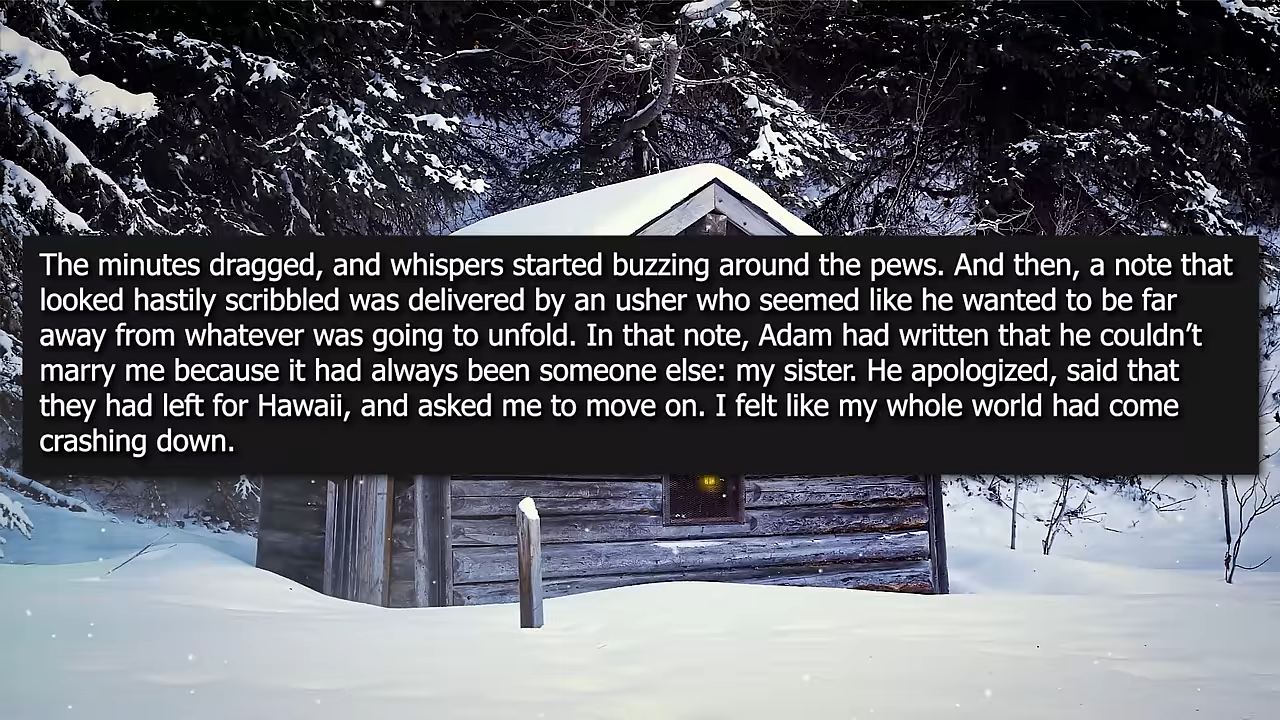 The minutes dragged, and whispers started buzzing around the pews. And then, a note that
looked hastily scribbled was delivered by an usher who seemed like he wanted to be far
away from whatever was going to unfold. In that note, Adam had written that he couldn’t
marry me because it had always been someone else: my sister. He apologized, said that
they had left for Hawaii, and asked me to move on. I felt like my whole world had come
crashing down.